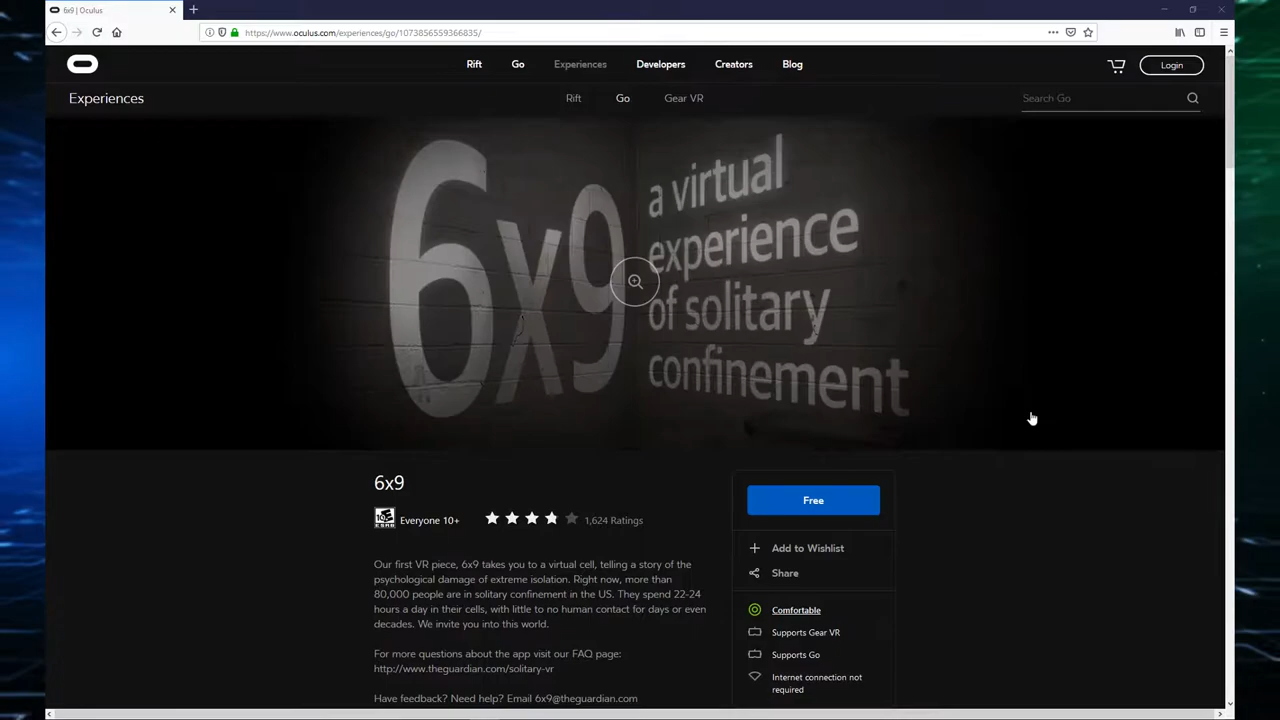 6x9 | Oculus
https://www.oculus.com/experiences/go/1073856559366835/
Rift Go Experiences Developers Creators Blog Login
Experiences Rift Go Gear VR Search Go
6x9
a virtual
experience
of solitary
confinement
6x9
Free
ESRB Everyone 10+ 1,624 Ratings
Add to Wishlist
Share
Our first VR piece, 6x9 takes you to a virtual cell, telling a story of the
psychological damage of extreme isolation. Right now, more than
80,000 people are in solitary confinement in the US. They spend 22-24
hours a day in their cells, with little to no human contact for days or even
decades. We invite you into this world.
For more questions about the app visit our FAQ page:
http://www.theguardian.com/solitary-vr
Have feedback? Need help? Email 6x9@theguardian.com
Comfortable
Supports Gear VR
Supports Go
Internet connection not
required